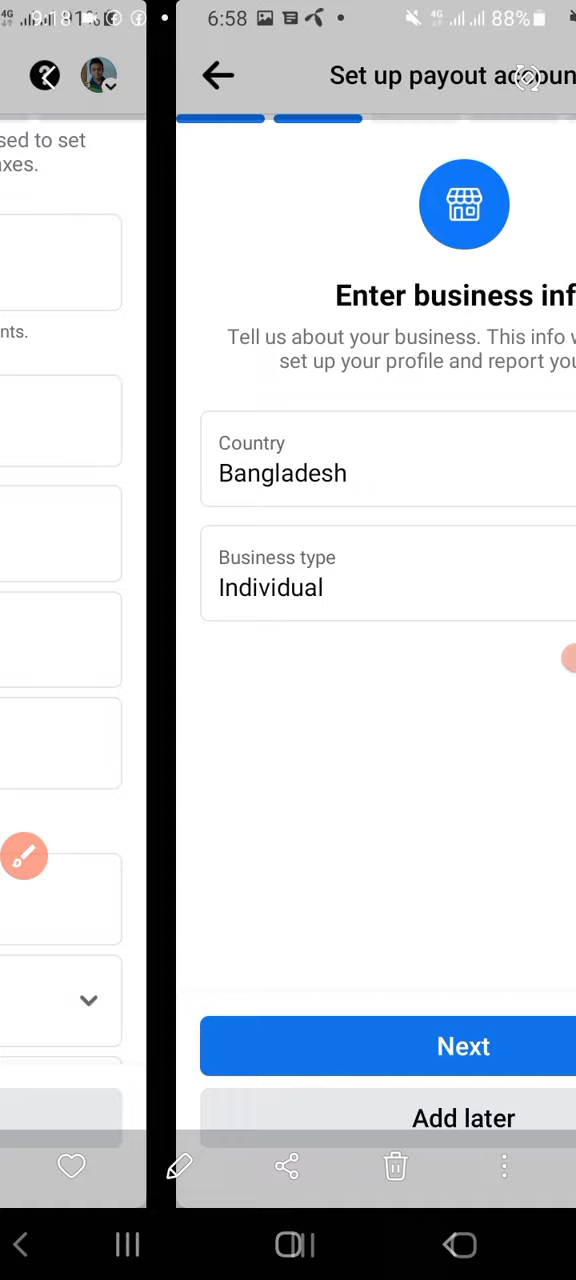 6:58
88%
Set up payout accoun
sed to set
axes.
nts.
Enter business inf
Tell us about your business. This info
set up your profile and report you
Country
Bangladesh
Business type
Individual
Next
Add later